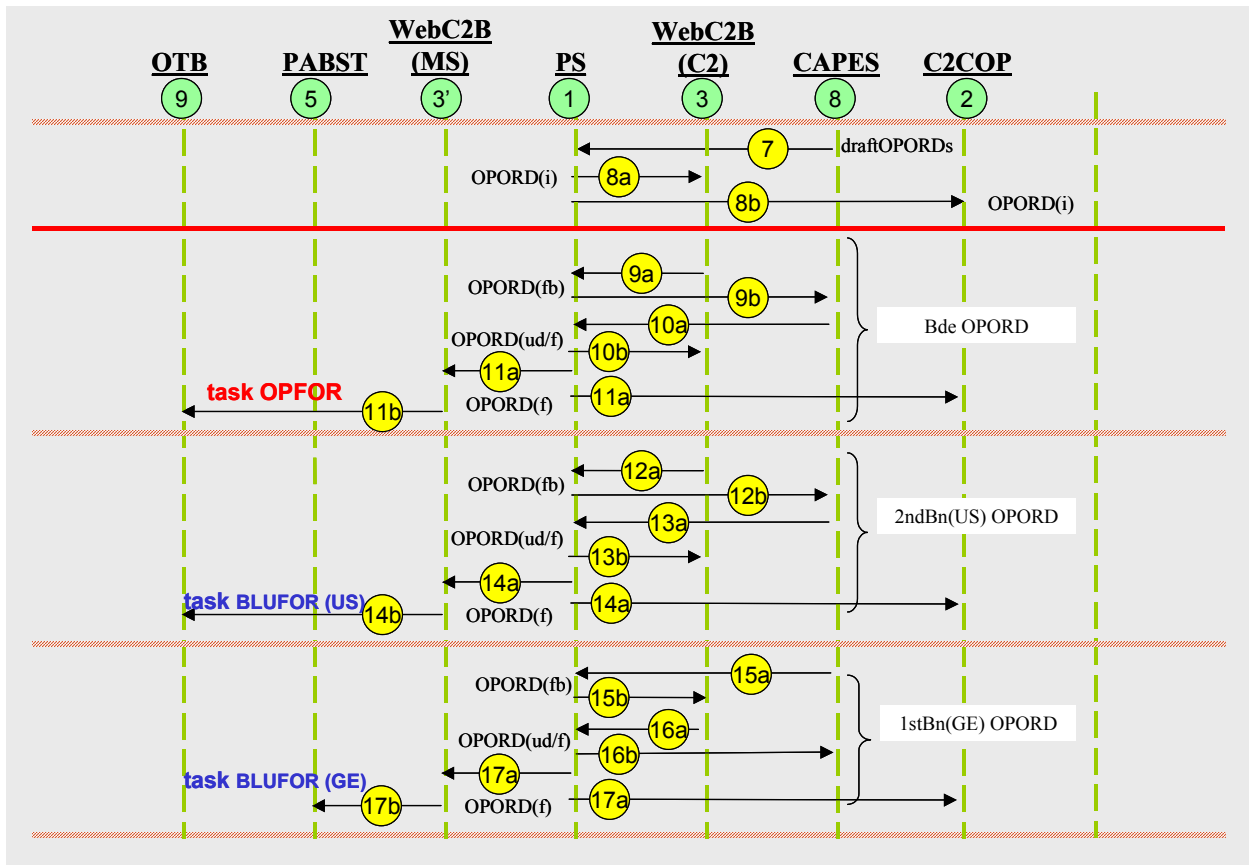 WebC2B WebC2B
OTB PABST (MS) PS (C2) CAPES C2COP
9 5 3' 1 3 8 2
7 draftOPORDs
OPORD(i) 8a
8b OPORD(i)
9a
OPORD(fb) 9b
10a Bde OPORD
OPORD(ud/f) 10b
11a
task OPFOR OPORD(f) 11a
11b
12a
OPORD(fb) 12b
13a 2ndBn(US) OPORD
OPORD(ud/f) 13b
14a
task BLUFOR (US) 14a
14b OPORD(f)
15a
OPORD(fb) 15b
16a 1stBn(GE) OPORD
OPORD(ud/f) 16b
17a
task BLUFOR (GE) 17a
17b OPORD(f)